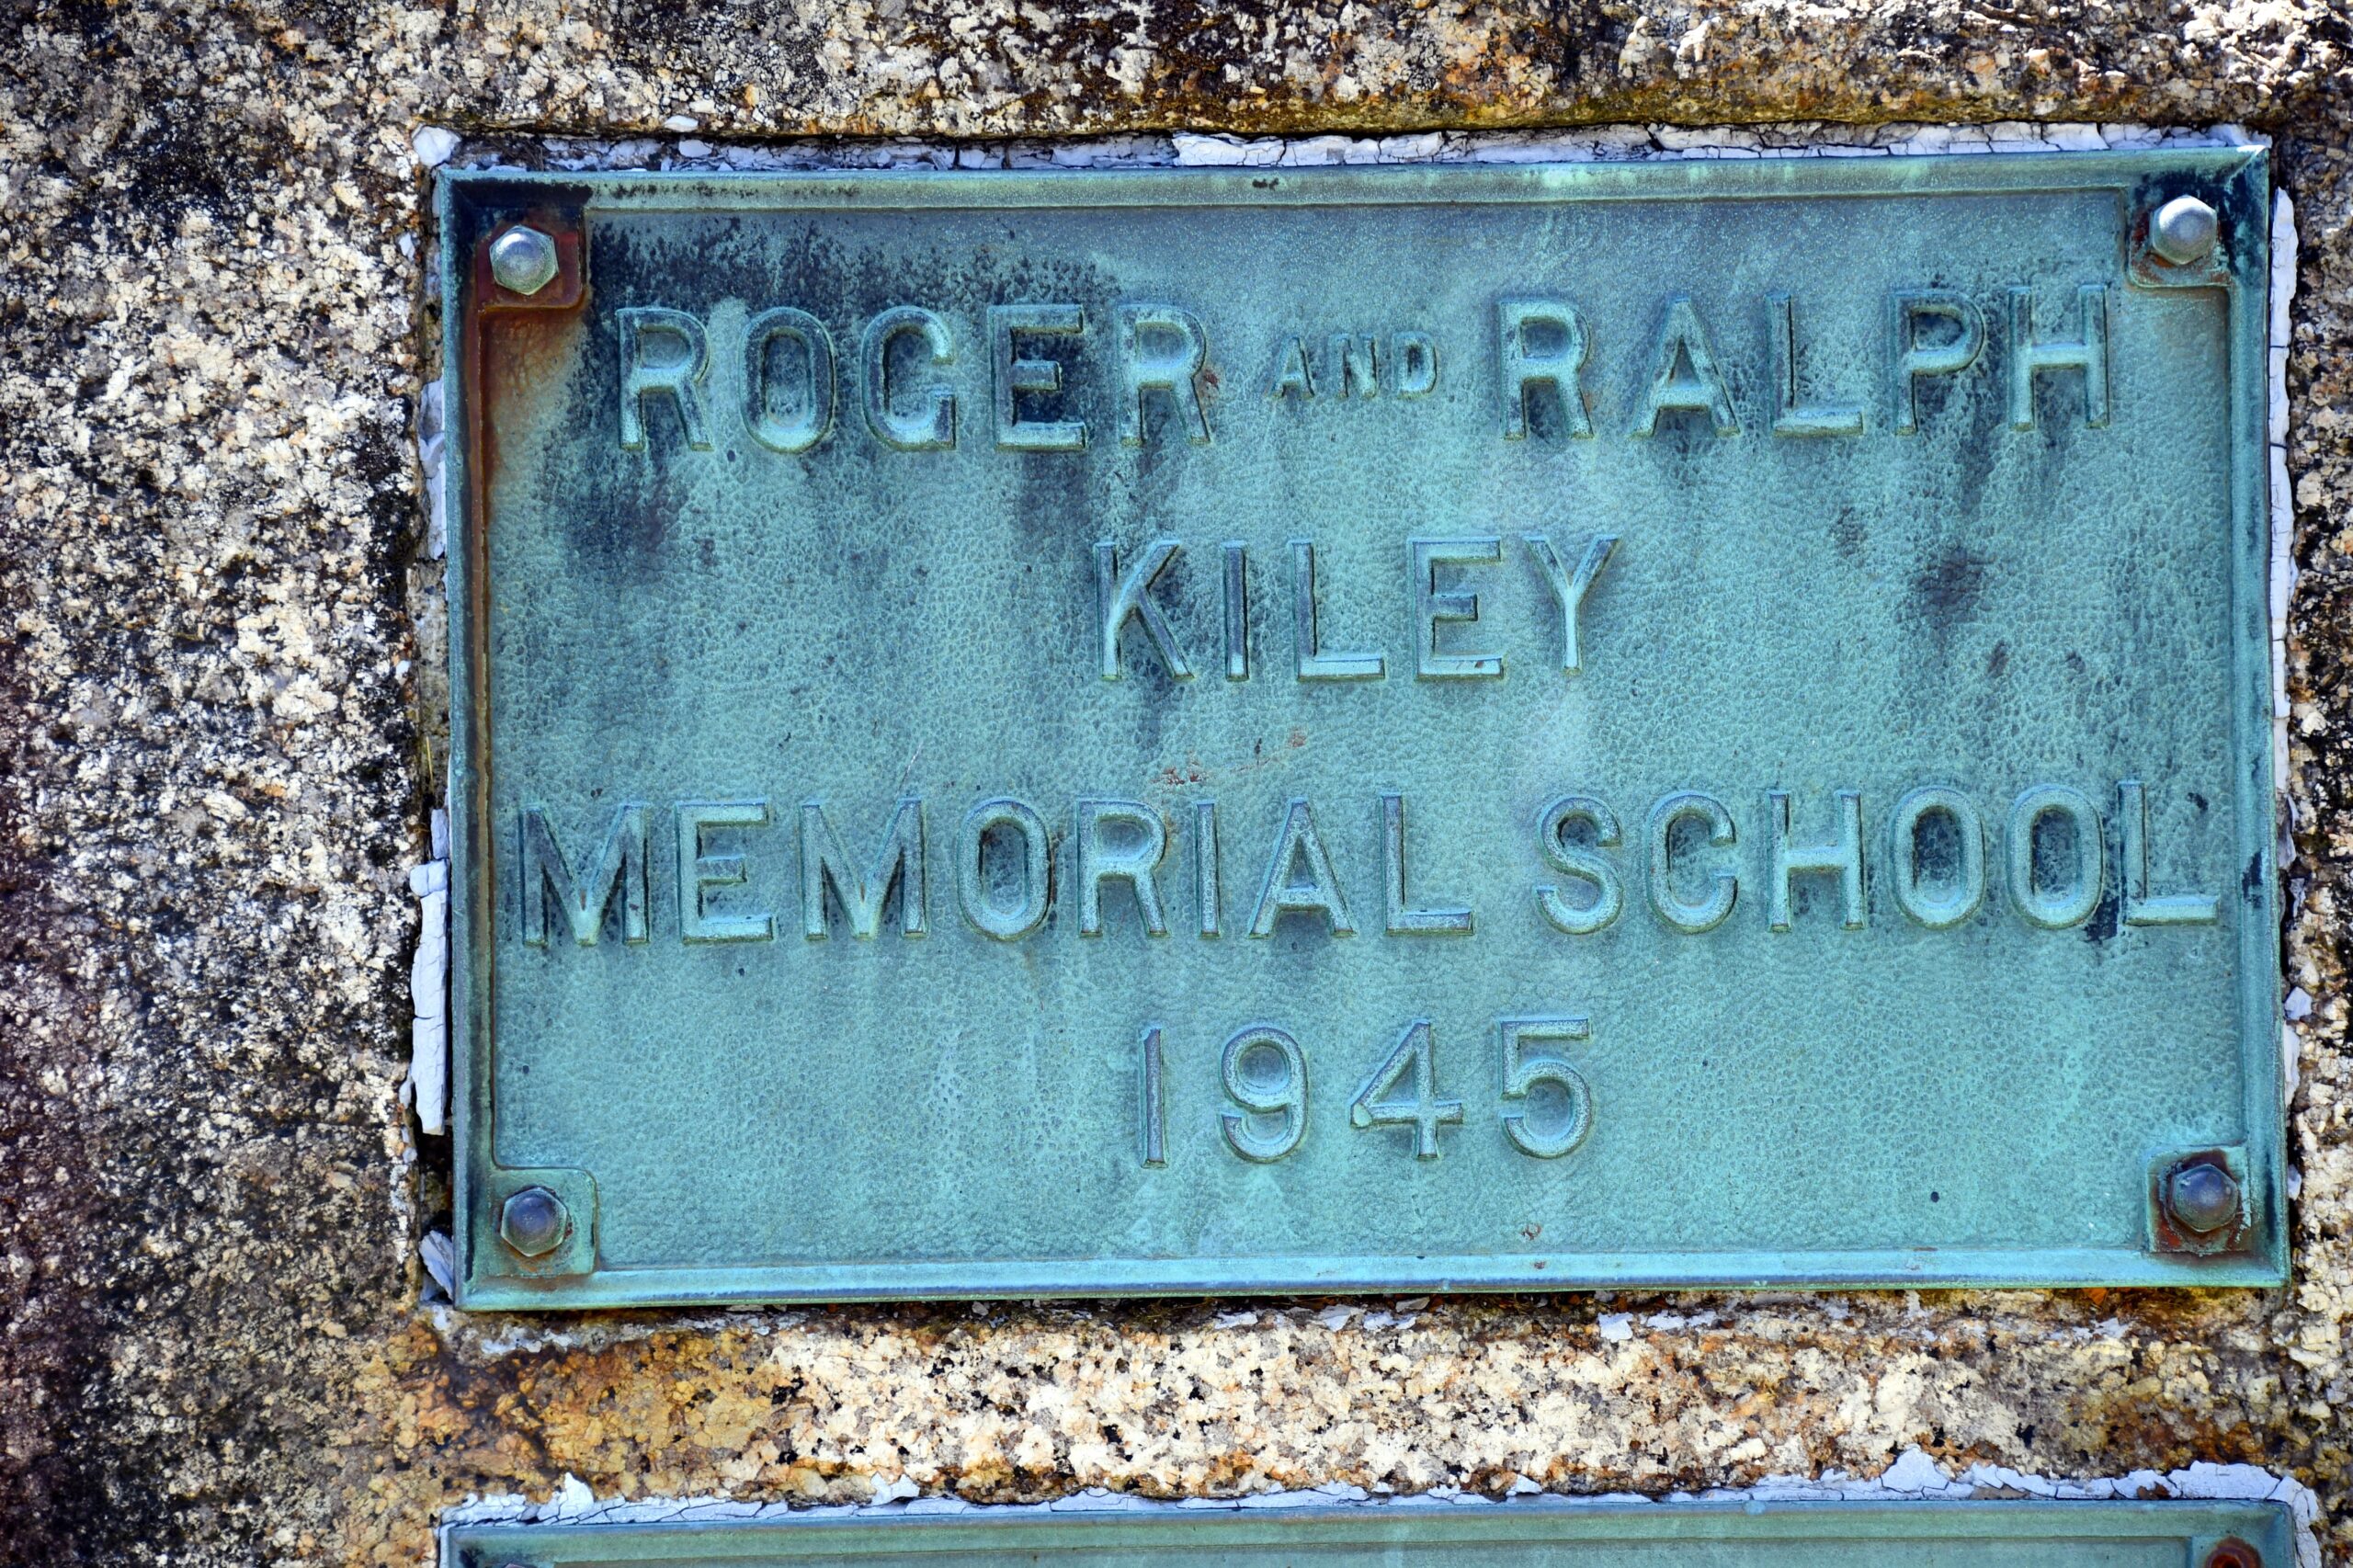 ROGER AND RALPH
KILEY
MEMORIAL SCHOOL
1945